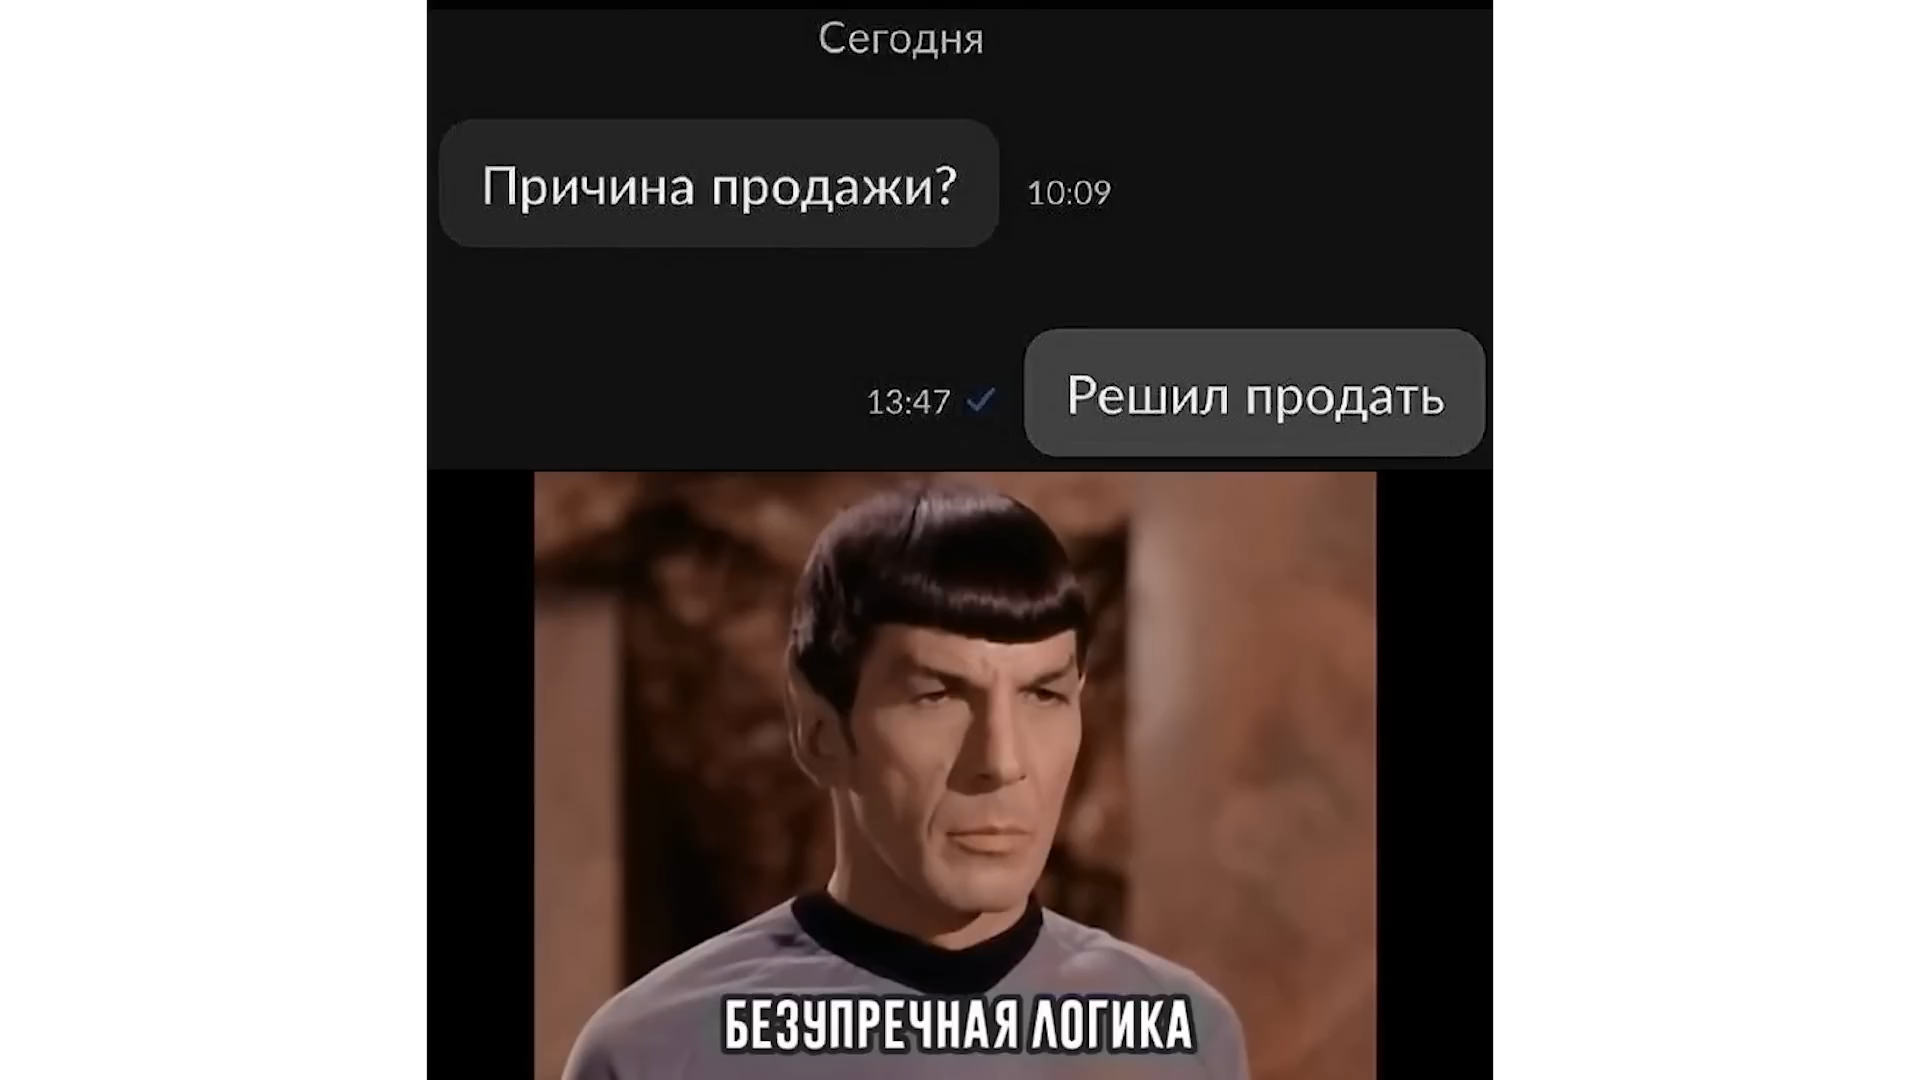 Сегодня
Причина продажи?
10:09
13:47
Решил продать
БЕЗУПРЕЧНАЯ ЛОГИКА